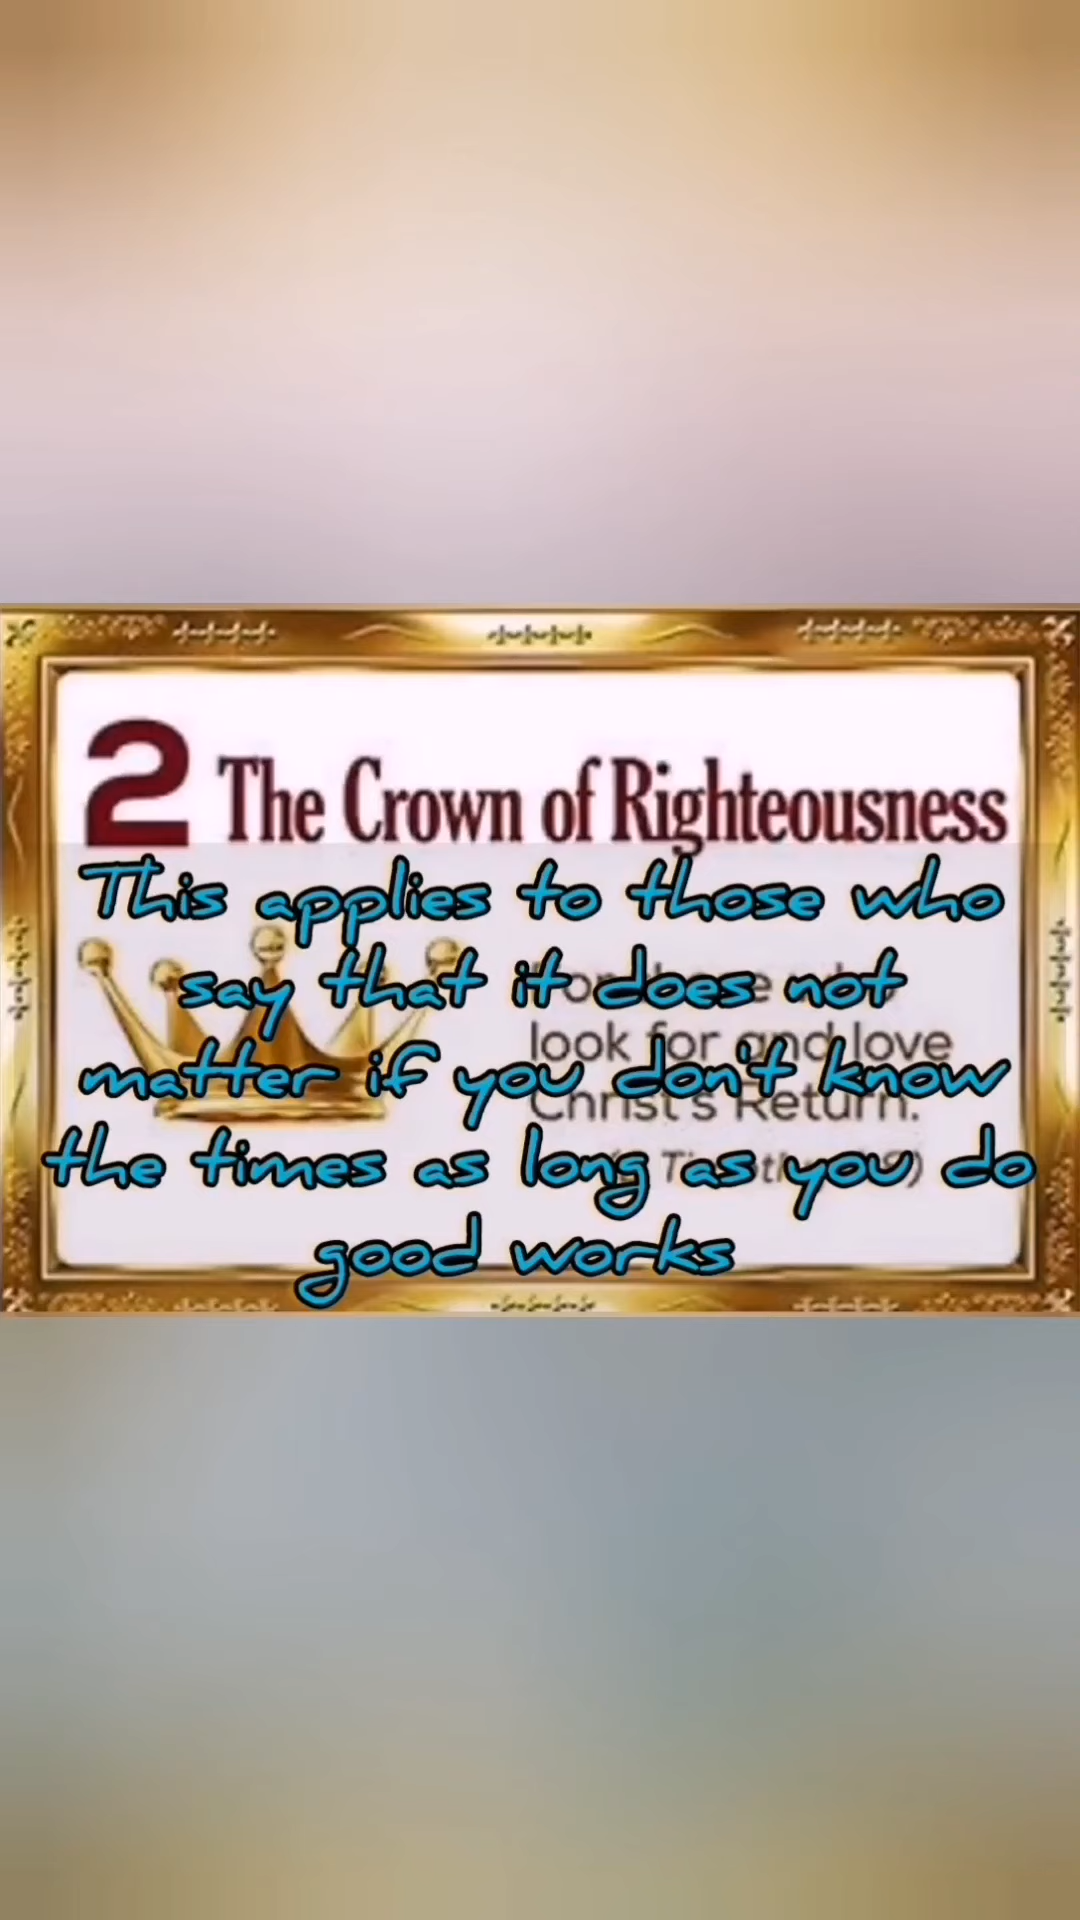 2 The Crown of Righteousness
This applies to those who
say that it does not
matter if you don't know
the times as long as you do
good works
look for and love
Christ's Return.